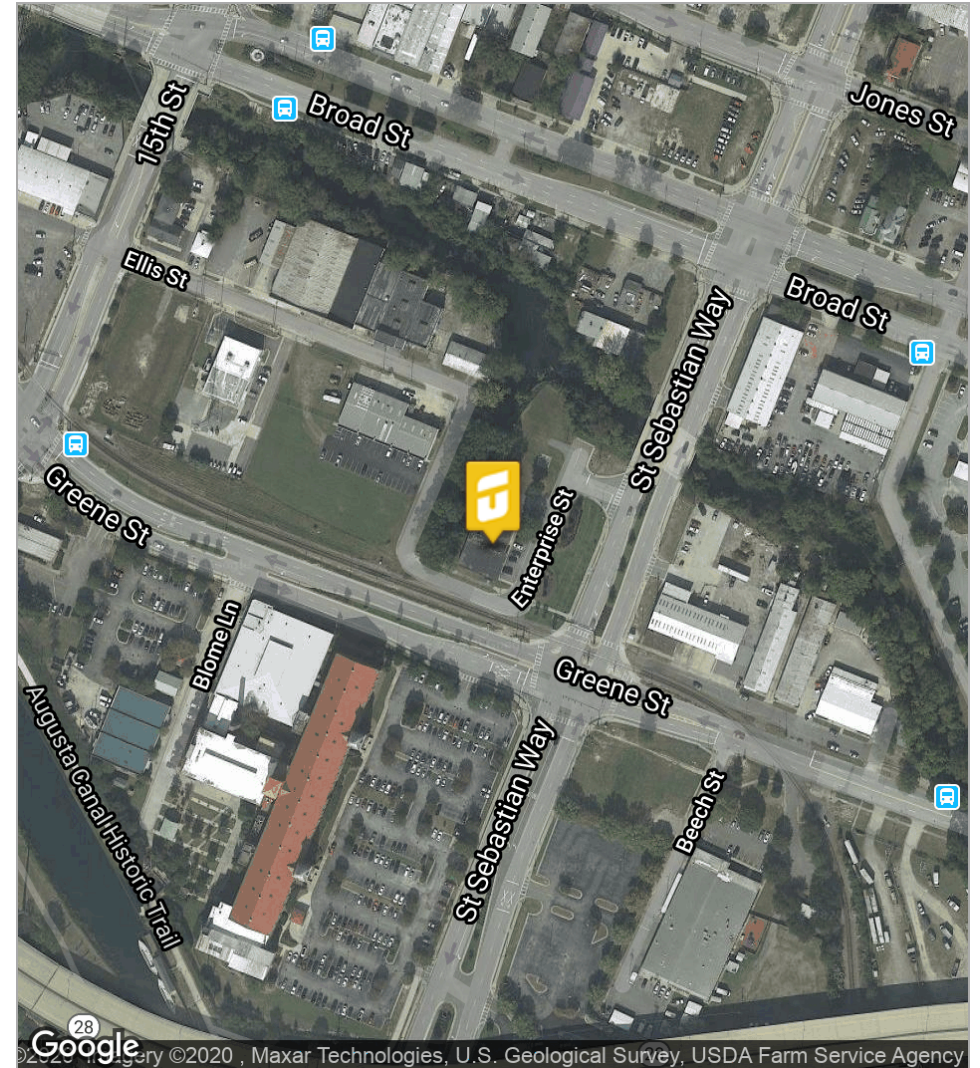 15th St
Broad St
Jones St
Ellis St
St Sebastian Way
Broad St
Greene St
Enterprise St
Blome Ln
Greene St
Augusta Canal Historic Trail
St Sebastian Way
Beech St
28
Google
Imagery ©2020 , Maxar Technologies, U.S. Geological Survey, USDA Farm Service Agency